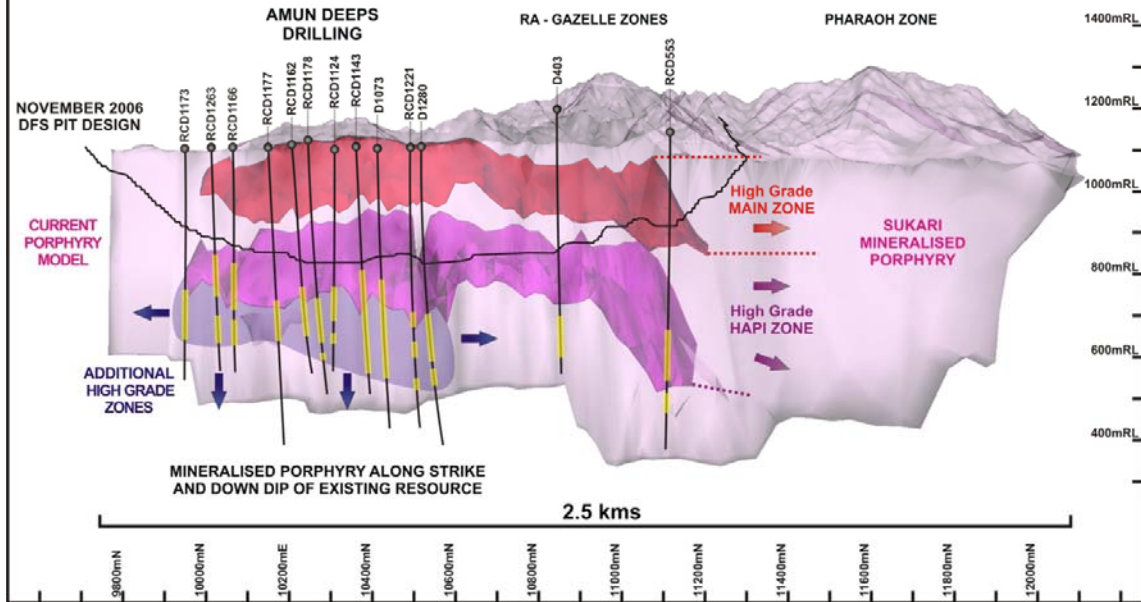 AMUN DEEPS
DRILLING
RA - GAZELLE ZONES
PHARAOH ZONE
1400mRL
1200mRL
1000mRL
800mRL
600mRL
400mRL
NOVEMBER 2006
DFS PIT DESIGN
RCD1173
RCD1263
RCD1166
RCD1177
RCD1162
RCD1178
RCD1124
RCD1143
D1073
RCD1221
D1280
D403
RCD553
CURRENT
PORPHYRY
MODEL
High Grade
MAIN ZONE
SUKARI
MINERALISED
PORPHYRY
High Grade
HAPI ZONE
ADDITIONAL
HIGH GRADE
ZONES
MINERALISED PORPHYRY ALONG STRIKE
AND DOWN DIP OF EXISTING RESOURCE
2.5 kms
9800mN
10000mN
10200mE
10400mN
10600mN
10800mN
11000mN
11200mN
11400mN
12600mN
11800mN
12000mN